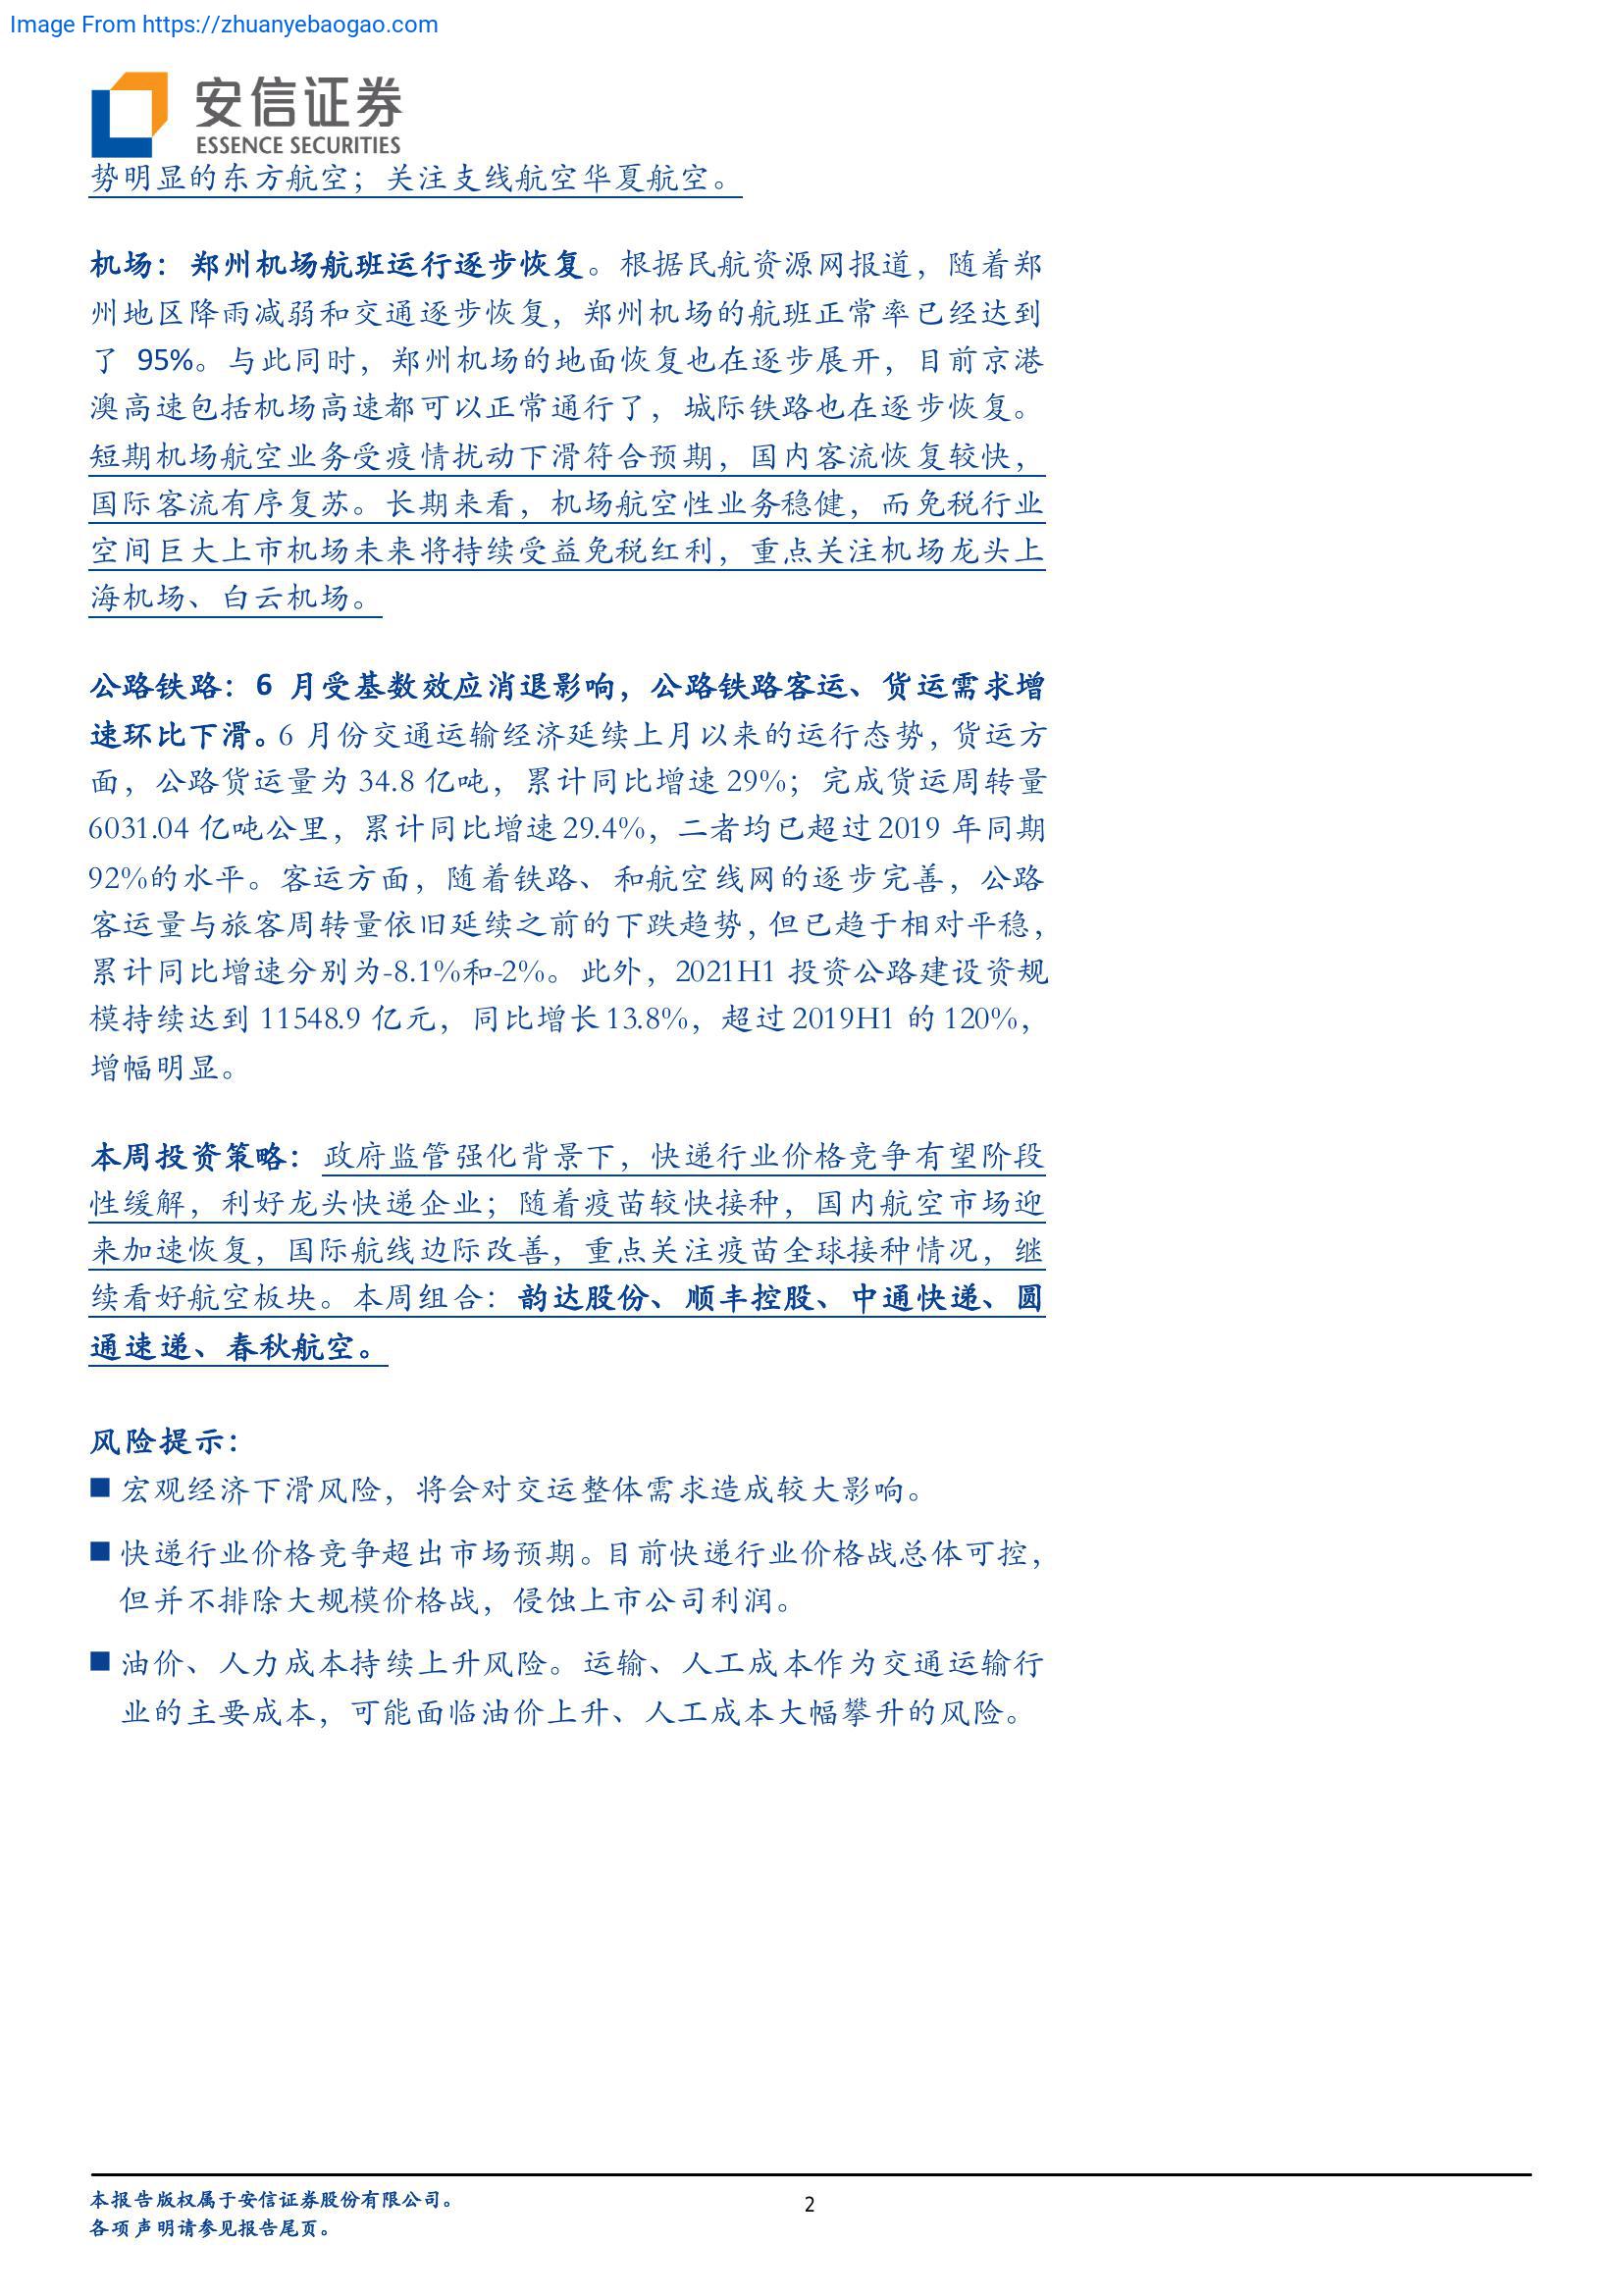 Image From https://zhuanyebaogao.com
安信证券
ESSENCE SECURITIES
势明显的东方航空；关注支线航空华夏航空。
机场：郑州机场航班运行逐步恢复。根据民航资源网报道，随着郑
州地区降雨减弱和交通逐步恢复，郑州机场的航班正常率已经达到
了 95%。与此同时，郑州机场的地面恢复也在逐步展开，目前京港
澳高速包括机场高速都可以正常通行了，城际铁路也在逐步恢复。
短期机场航空业务受疫情扰动下滑符合预期，国内客流恢复较快，
国际客流有序复苏。长期来看，机场航空性业务稳健，而免税行业
空间巨大上市机场未来将持续受益免税红利，重点关注机场龙头上
海机场、白云机场。
公路铁路：6 月受基数效应消退影响，公路铁路客运、货运需求增
速环比下滑。6 月份交通运输经济延续上月以来的运行态势，货运方
面，公路货运量为 34.8 亿吨，累计同比增速 29%；完成货运周转量
6031.04 亿吨公里，累计同比增速 29.4%，二者均已超过 2019 年同期
92%的水平。客运方面，随着铁路、和航空线网的逐步完善，公路
客运量与旅客周转量依旧延续之前的下跌趋势，但已趋于相对平稳，
累计同比增速分别为-8.1%和-2%。此外，2021H1 投资公路建设资规
模持续达到 11548.9 亿元，同比增长 13.8%，超过 2019H1 的 120%，
增幅明显。
本周投资策略：政府监管强化背景下，快递行业价格竞争有望阶段
性缓解，利好龙头快递企业；随着疫苗较快接种，国内航空市场迎
来加速恢复，国际航线边际改善，重点关注疫苗全球接种情况，继
续看好航空板块。本周组合：韵达股份、顺丰控股、中通快递、圆
通速递、春秋航空。
风险提示：
■ 宏观经济下滑风险，将会对交运整体需求造成较大影响。
■ 快递行业价格竞争超出市场预期。目前快递行业价格战总体可控，
但并不排除大规模价格战，侵蚀上市公司利润。
■ 油价、人力成本持续上升风险。运输、人工成本作为交通运输行
业的主要成本，可能面临油价上升、人工成本大幅攀升的风险。
本报告版权属于安信证券股份有限公司。
2
各项声明请参见报告尾页。